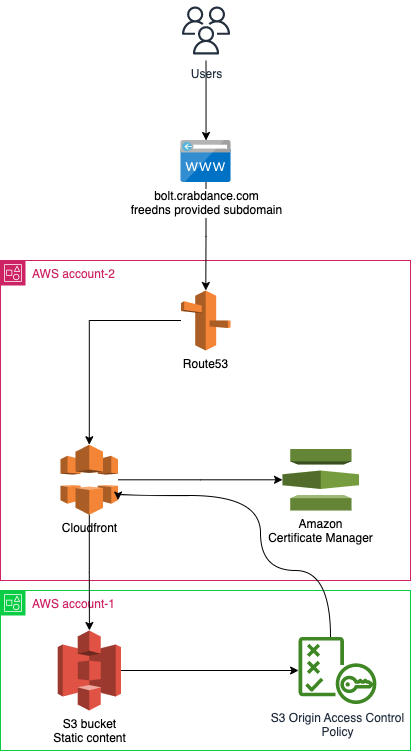 Users
www
bolt.crabdance.com
freedns provided subdomain
AWS account-2
Route53
Cloudfront
Amazon
Certificate Manager
AWS account-1
S3 bucket
Static content
S3 Origin Access Control
Policy